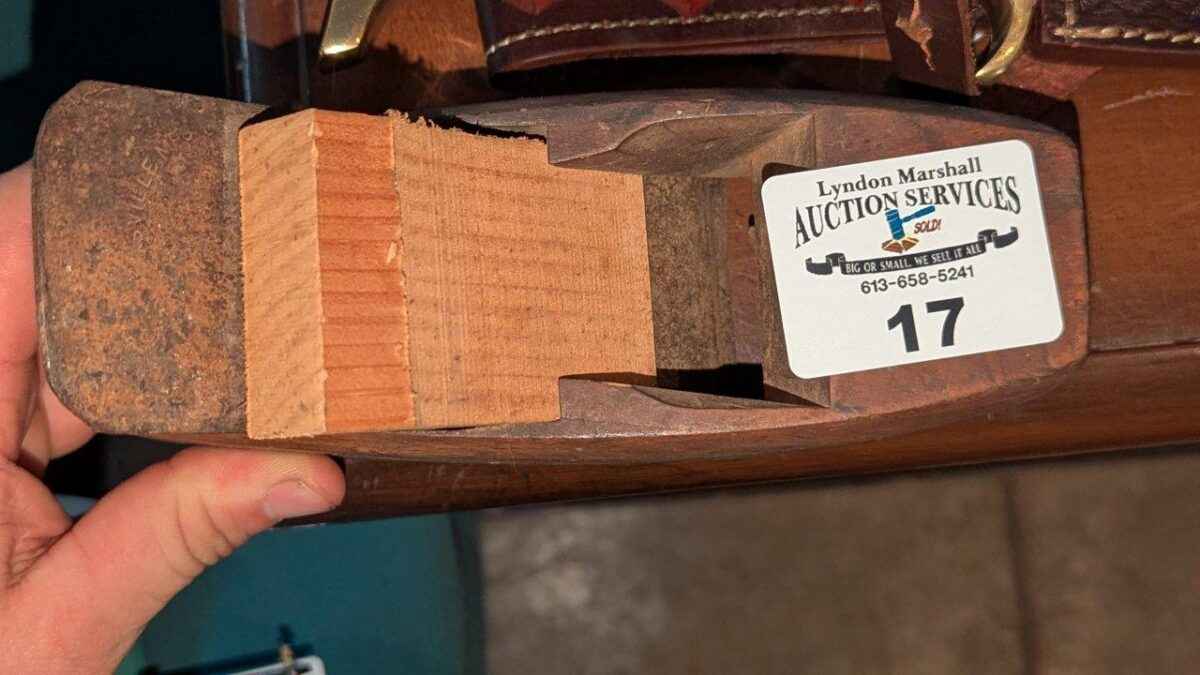 Lyndon Marshall
AUCTION SERVICES
SOLD!
BIG OR SMALL, WE SELL IT ALL
613-658-5241
17